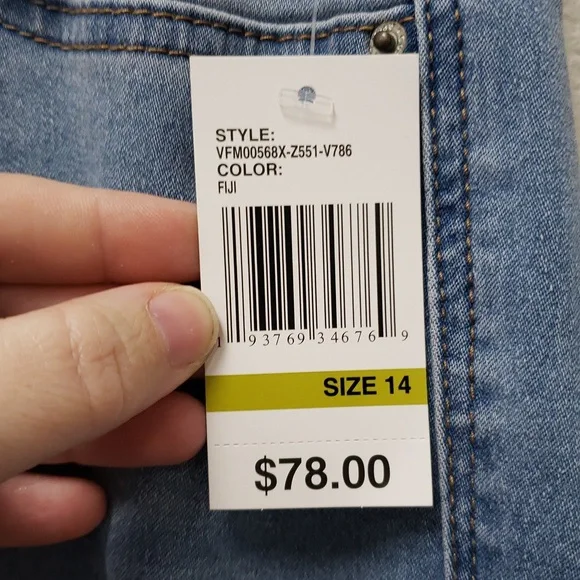 STYLE:
VFM00568X-Z551-V786
COLOR:
FIJI
1 93769 34676 9
SIZE 14
$78.00